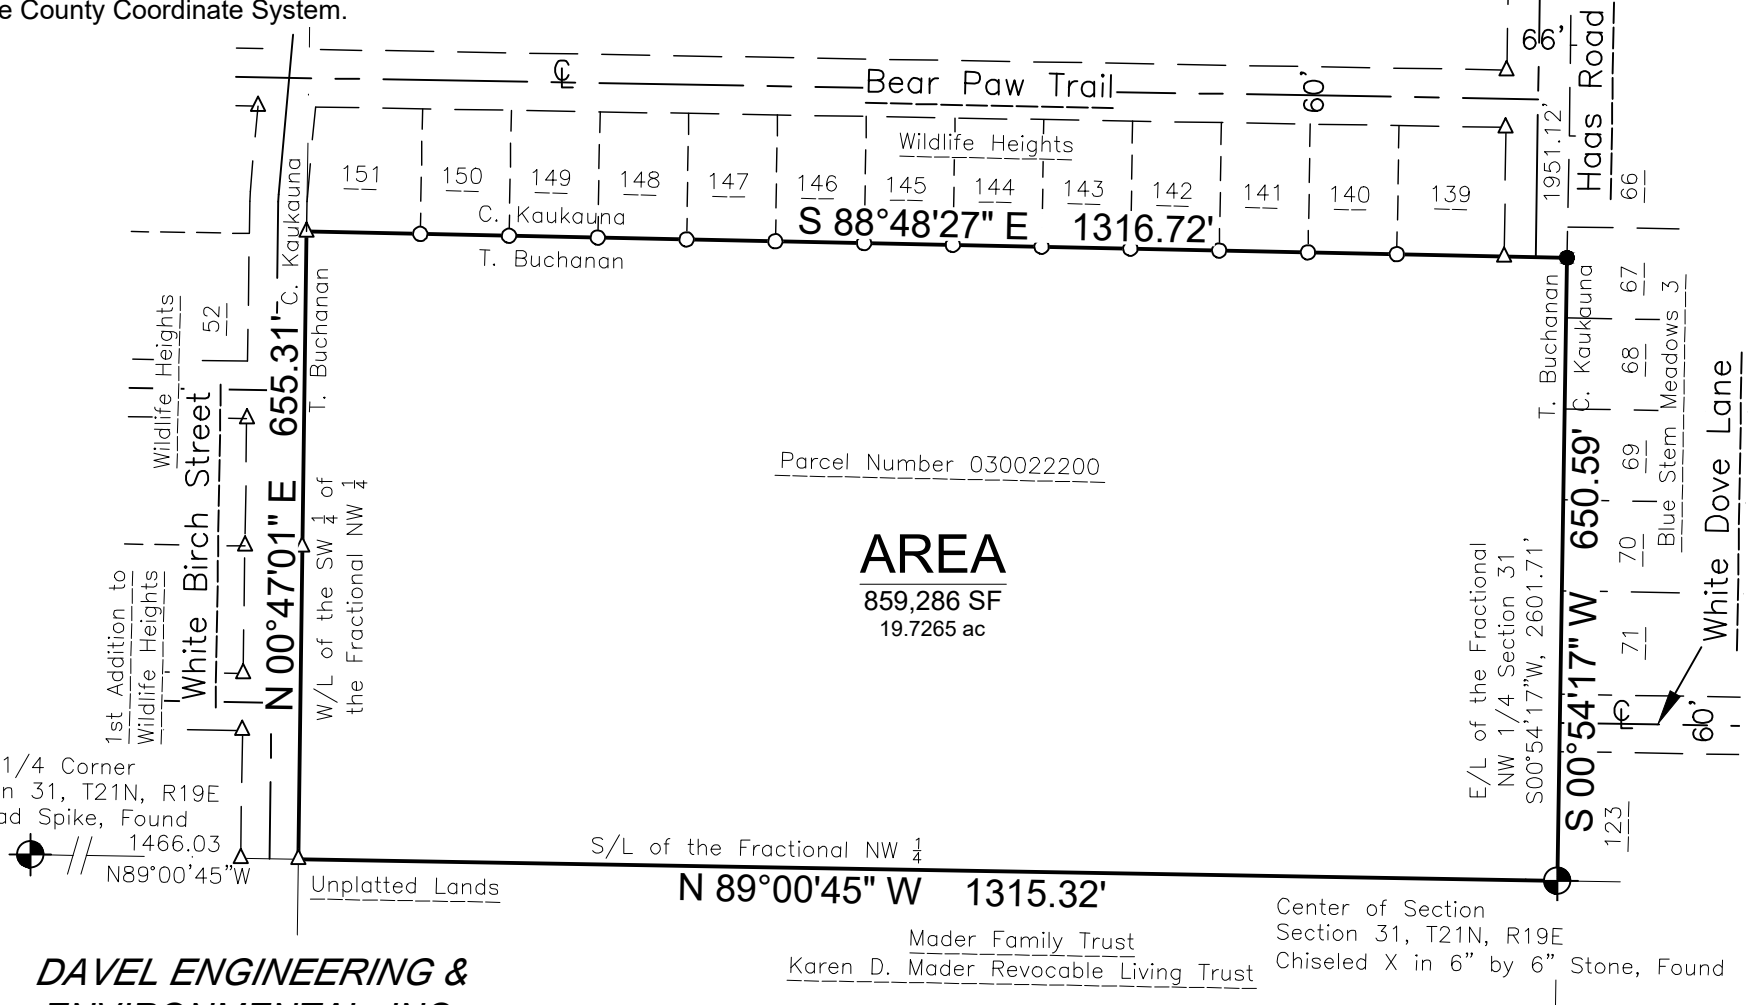 e County Coordinate System.
66'
Haas Road
1951.12'
66
℄
Bear Paw Trail
60'
Wildlife Heights
151
150
149
148
147
146
145
144
143
142
141
140
139
C. Kaukauna
T. Buchanan
S 88°48'27" E 1316.72'
C. Kaukauna
T. Buchanan
52
Wildlife Heights
White Birch Street
1st Addition to
Wildlife Heights
N 00°47'01" E 655.31'
W/L of the SW 1/4 of
the Fractional NW 1/4
Parcel Number 030022200
AREA
859,286 SF
19.7265 ac
T. Buchanan
C. Kaukauna
67
68
69
70
71
123
Blue Stem Meadows 3
White Dove Lane
℄
60'
E/L of the Fractional
NW 1/4 Section 31
S00°54'17"W, 2601.71'
S 00°54'17" W 650.59'
1/4 Corner
n 31, T21N, R19E
ad Spike, Found
1466.03
N89°00'45"W
S/L of the Fractional NW 1/4
Unplatted Lands
N 89°00'45" W 1315.32'
Center of Section
Section 31, T21N, R19E
Chiseled X in 6" by 6" Stone, Found
Mader Family Trust
Karen D. Mader Revocable Living Trust
DAVEL ENGINEERING &
ENVIRONMENTAL, INC.